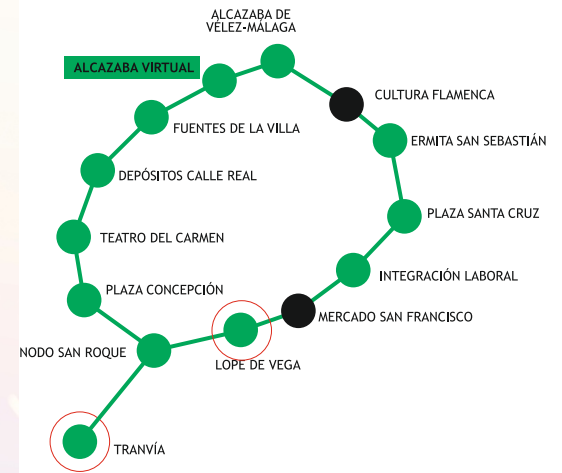 ALCAZABA DE
VÉLEZ-MÁLAGA
ALCAZABA VIRTUAL
CULTURA FLAMENCA
FUENTES DE LA VILLA
ERMITA SAN SEBASTIÁN
DEPÓSITOS CALLE REAL
PLAZA SANTA CRUZ
TEATRO DEL CARMEN
INTEGRACIÓN LABORAL
PLAZA CONCEPCIÓN
MERCADO SAN FRANCISCO
NODO SAN ROQUE
LOPE DE VEGA
TRANVÍA